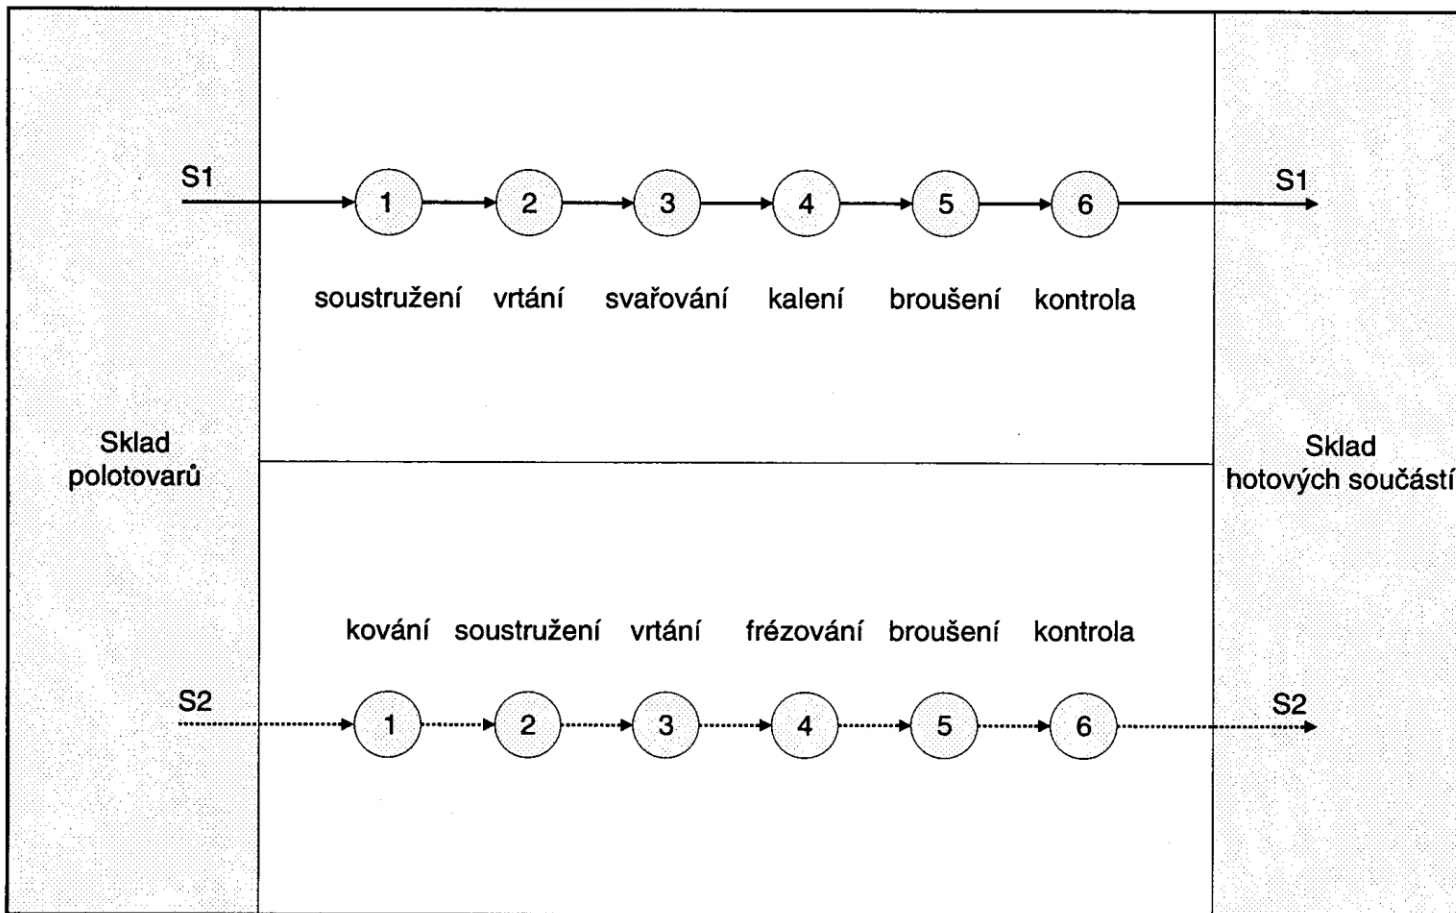 S1
1 2 3 4 5 6
S1
soustružení vrtání svařování kalení broušení kontrola
Sklad
polotovarů
Sklad
hotových součástí
kování soustružení vrtání frézování broušení kontrola
S2
1 2 3 4 5 6
S2